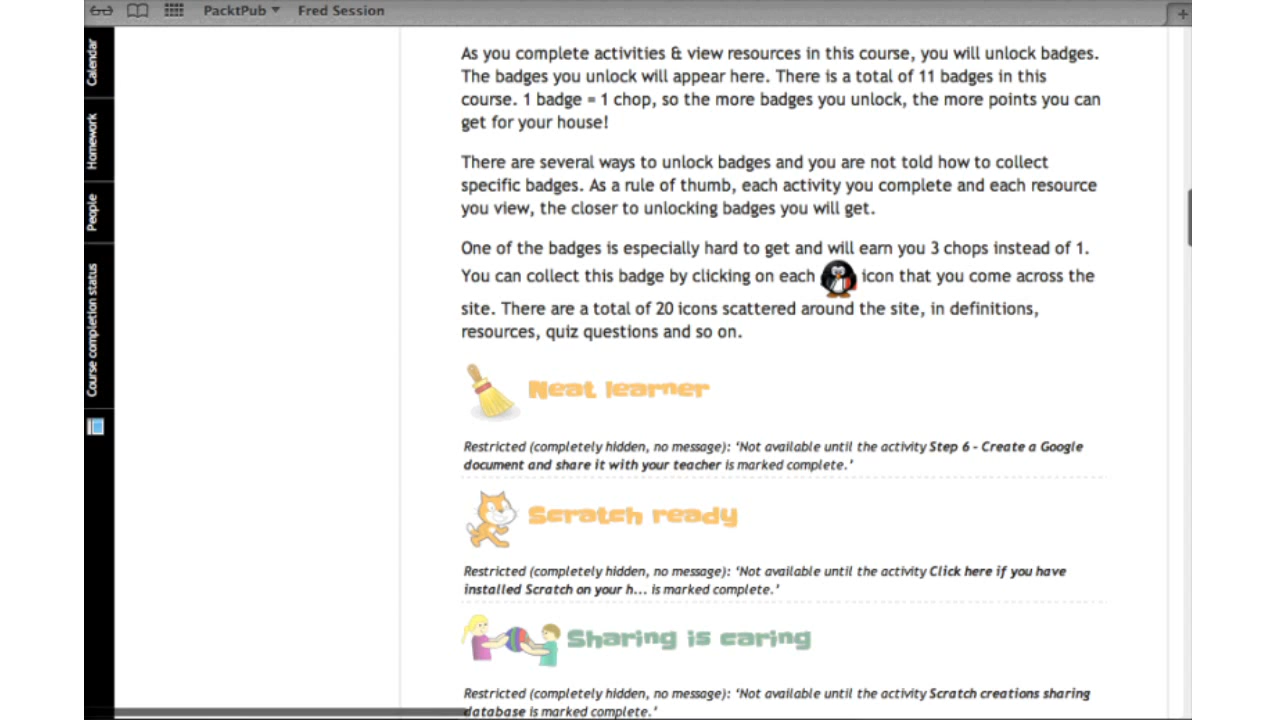 PacktPub Fred Session
+
Calendar
Homework
People
Course completion status
As you complete activities & view resources in this course, you will unlock badges.
The badges you unlock will appear here. There is a total of 11 badges in this
course. 1 badge = 1 chop, so the more badges you unlock, the more points you can
get for your house!
There are several ways to unlock badges and you are not told how to collect
specific badges. As a rule of thumb, each activity you complete and each resource
you view, the closer to unlocking badges you will get.
One of the badges is especially hard to get and will earn you 3 chops instead of 1.
You can collect this badge by clicking on each icon that you come across the
site. There are a total of 20 icons scattered around the site, in definitions,
resources, quiz questions and so on.
Neat learner
Restricted (completely hidden, no message): ‘Not available until the activity Step 6 - Create a Google
document and share it with your teacher is marked complete.’
Scratch ready
Restricted (completely hidden, no message): ‘Not available until the activity Click here if you have
installed Scratch on your h... is marked complete.’
Sharing is caring
Restricted (completely hidden, no message): ‘Not available until the activity Scratch creations sharing
database is marked complete.’